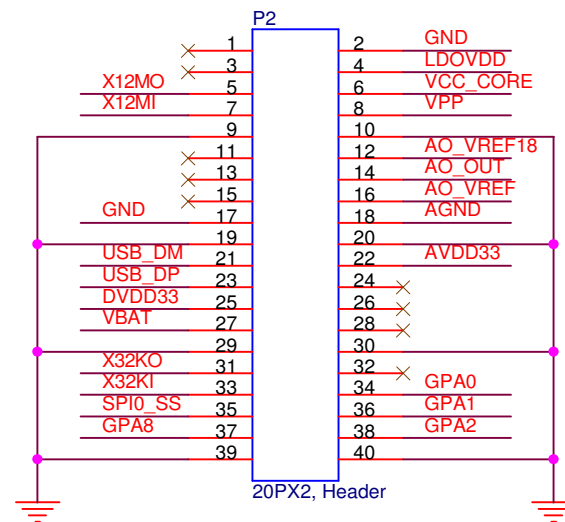 P2
1 2 GND
3 4 LDOVDD
X12MO 5 6 VCC_CORE
X12MI 7 8 VPP
9 10
11 12 AO_VREF18
13 14 AO_OUT
15 16 AO_VREF
GND 17 18 AGND
19 20
USB_DM 21 22 AVDD33
USB_DP 23 24
DVDD33 25 26
VBAT 27 28
29 30
X32KO 31 32
X32KI 33 34 GPA0
SPI0_SS 35 36 GPA1
GPA8 37 38 GPA2
39 40
20PX2, Header